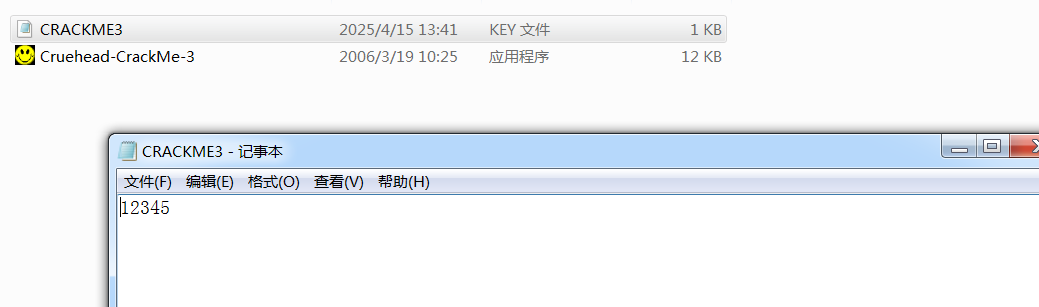 CRACKME3 2025/4/15 13:41 KEY 文件 1 KB
Cruehead-CrackMe-3 2006/3/19 10:25 应用程序 12 KB
CRACKME3 - 记事本
文件(F) 编辑(E) 格式(O) 查看(V) 帮助(H)
12345